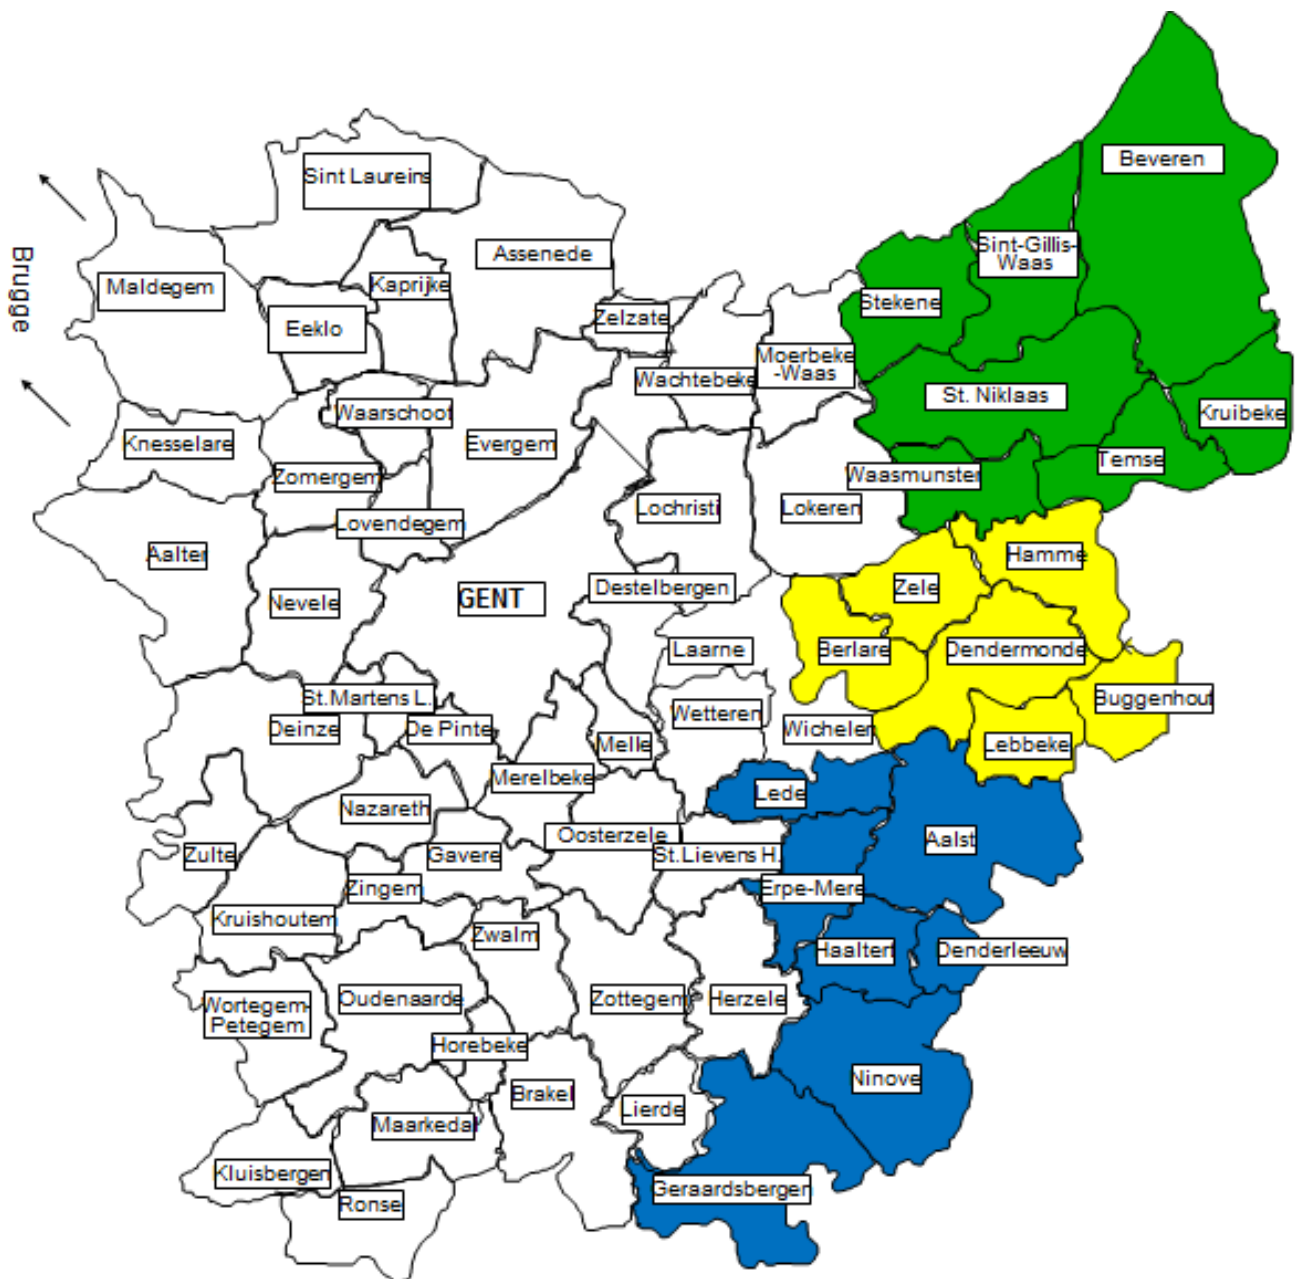 Beveren
Sint Laureins
Sint-Gillis-
Waas
Assenede
Maldegem
Kaprijke
Brugge
Stekene
Zelzate
Eeklo
Moerbeke
-Waas
Wachtebeke
St. Niklaas
Waarschoot
Kruibeke
Knesselare
Evergem
Temse
Zomergem
Waasmunster
Lochristi
Lokeren
Lovendegem
Aalter
Hamme
Destelbergen
Zele
GENT
Nevele
Laarne
Berlare
Dendermonde
St.Martens L.
Buggenhout
Wetteren
Deinze
De Pinte
Wichelen
Melle
Lebbeke
Merelbeke
Lede
Nazareth
Oosterzele
Aalst
Zulte
Gavere
St.Lievens H.
Zingem
Erpe-Mere
Kruishoutem
Zwalm
Haaltert
Denderleeuw
Wortegem-
Petegem
Oudenaarde
Zottegem
Herzele
Horebeke
Ninove
Brakel
Lierde
Maarkedal
Kluisbergen
Geraardsbergen
Ronse